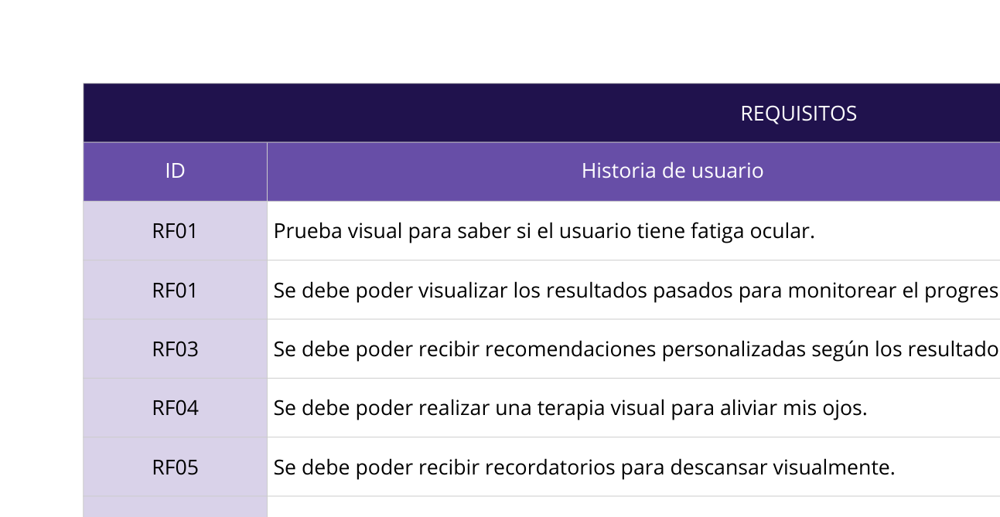 REQUISITOS
ID Historia de usuario
RF01 Prueba visual para saber si el usuario tiene fatiga ocular.
RF01 Se debe poder visualizar los resultados pasados para monitorear el progres
RF03 Se debe poder recibir recomendaciones personalizadas según los resultado
RF04 Se debe poder realizar una terapia visual para aliviar mis ojos.
RF05 Se debe poder recibir recordatorios para descansar visualmente.